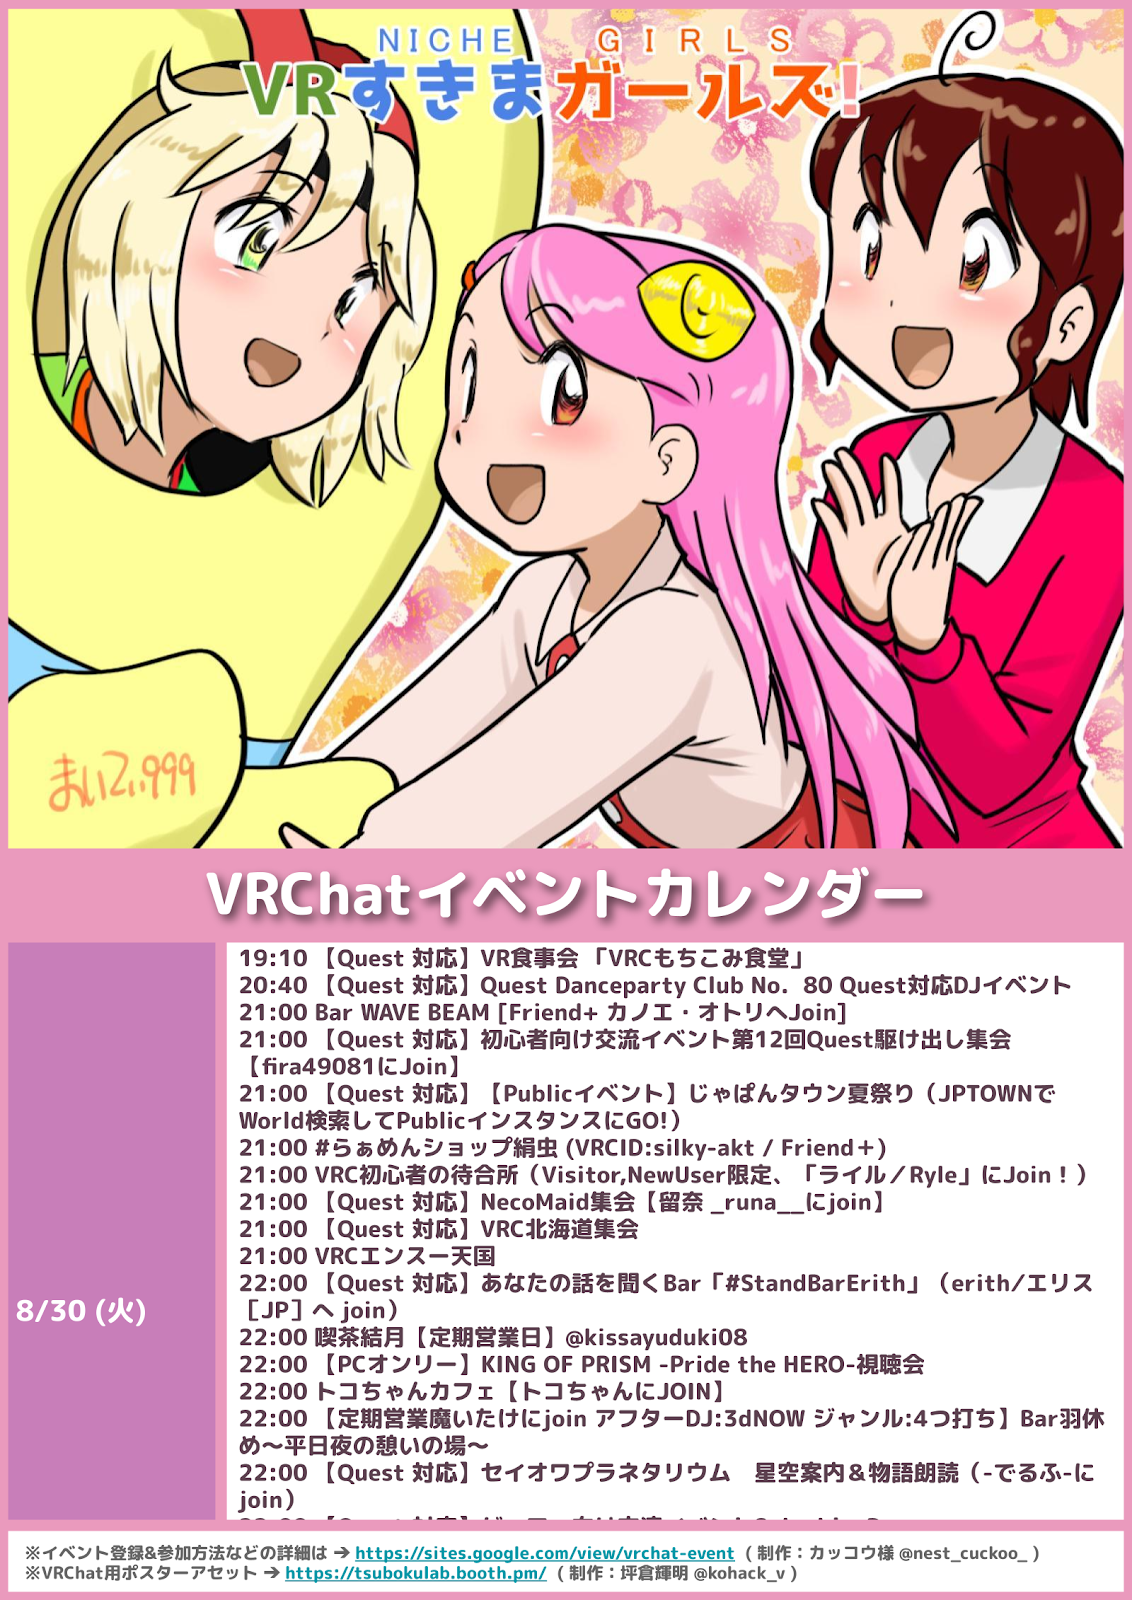 NICHE GIRLS
VRすきまガールズ!
まいてい999
VRChatイベントカレンダー
8/30 (火)
19:10 【Quest 対応】VR食事会 「VRCもちこみ食堂」
20:40 【Quest 対応】Quest Danceparty Club No. 80 Quest対応DJイベント
21:00 Bar WAVE BEAM [Friend+ カノエ・オトリへJoin]
21:00 【Quest 対応】初心者向け交流イベント第12回Quest駆け出し集会
【fira49081にJoin】
21:00 【Quest 対応】【Publicイベント】じゃぱんタウン夏祭り（JPTOWNで
World検索してPublicインスタンスにGO!）
21:00 #らぁめんショップ絹虫 (VRCID:silky-akt / Friend＋)
21:00 VRC初心者の待合所（Visitor,NewUser限定、「ライル／Ryle」にJoin！）
21:00 【Quest 対応】NecoMaid集会【留奈 _runa__にjoin】
21:00 【Quest 対応】VRC北海道集会
21:00 VRCエンスー天国
22:00 【Quest 対応】あなたの話を聞くBar「#StandBarErith」（erith/エリス
［JP］へ join）
22:00 喫茶結月【定期営業日】@kissayuduki08
22:00 【PCオンリー】KING OF PRISM -Pride the HERO-視聴会
22:00 トコちゃんカフェ【トコちゃんにJOIN】
22:00 【定期営業魔いたけにjoin アフターDJ:3dNOW ジャンル:4つ打ち】Bar羽休
め～平日夜の憩いの場～
22:00 【Quest 対応】セイオワプラネタリウム　星空案内＆物語朗読（-でるふ-に
join）
※イベント登録&参加方法などの詳細は → https://sites.google.com/view/vrchat-event ( 制作：カッコウ様 @nest_cuckoo_ )
※VRChat用ポスターアセット → https://tsubokulab.booth.pm/ ( 制作：坪倉輝明 @kohack_v )